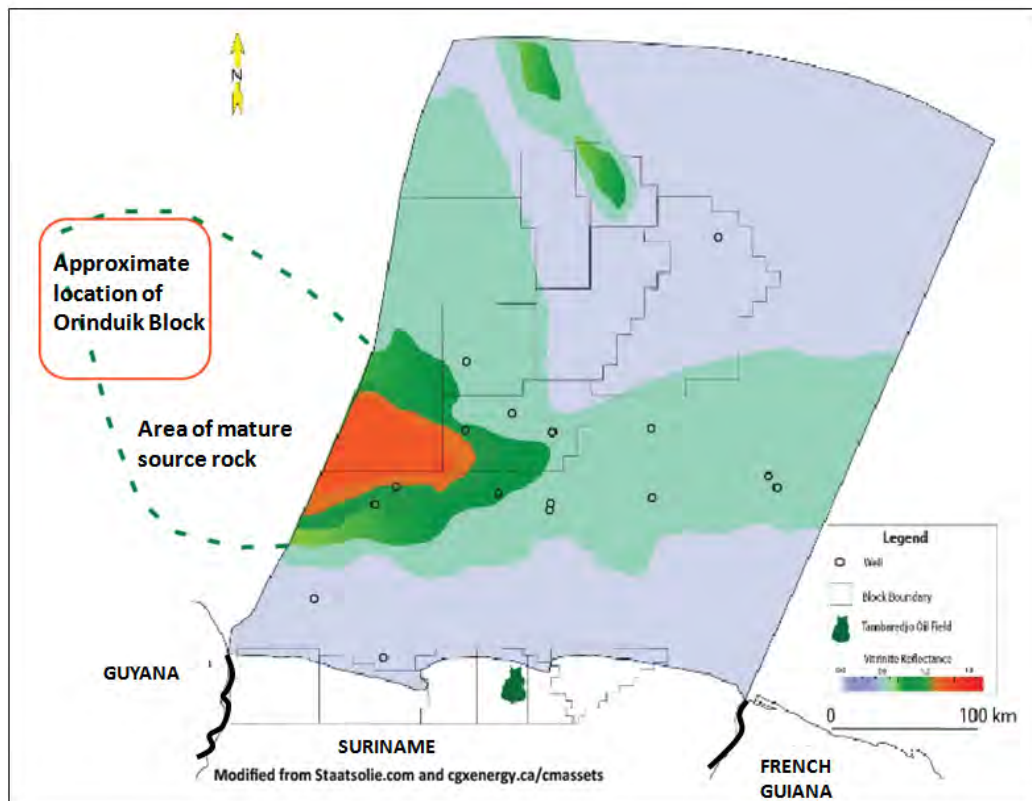 N
Approximate
location of
Orinduik Block
Area of mature
source rock
Legend
Well
Block Boundary
Tambaredjo Oil Field
Vitrinite Reflectance
0 100 km
GUYANA
SURINAME
FRENCH
GUIANA
Modified from Staatsolie.com and cgxenergy.ca/cmassets